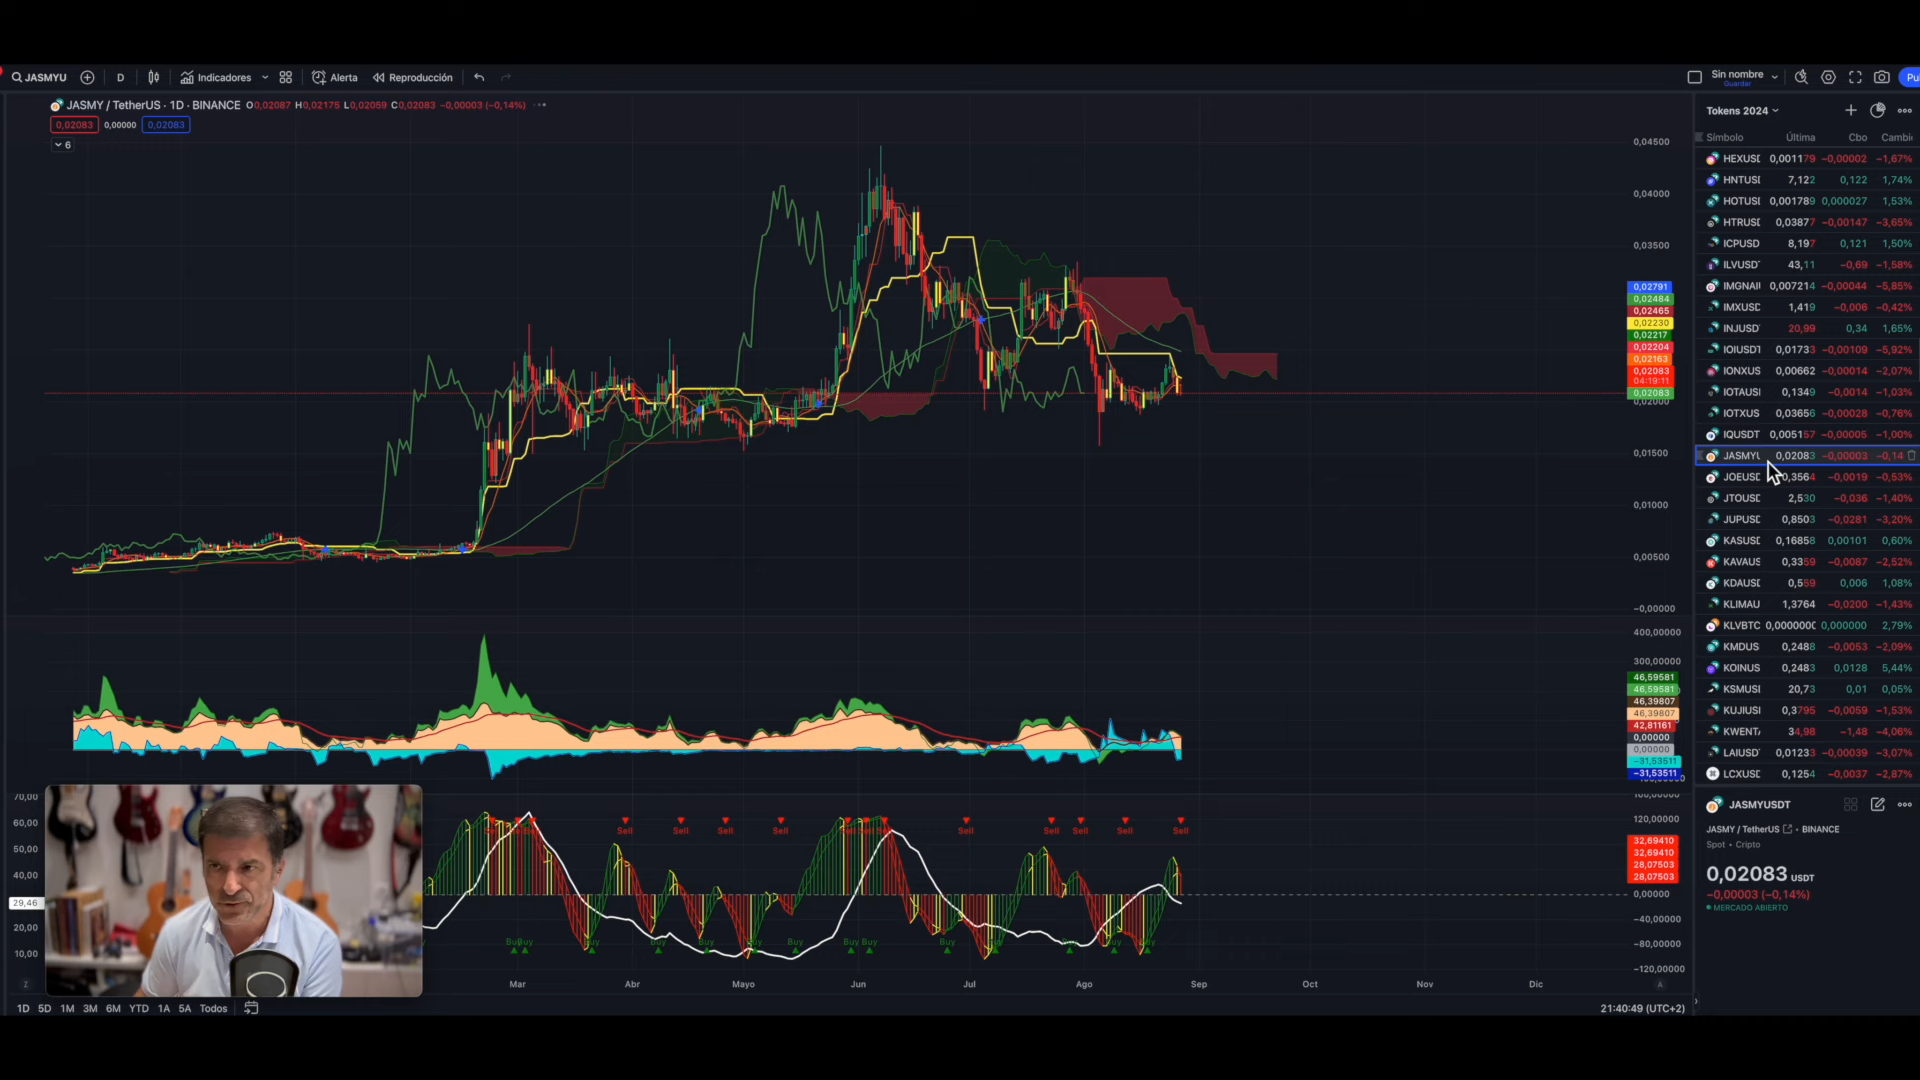 JASMYU D Indicadores Alerta Reproducción Sin nombre
Guardar
Pu
JASMY / TetherUS · 1D · BINANCE O0,02087 H0,02175 L0,02059 C0,02083 −0,00003 (−0,14%)
0,02083 0,00000 0,02083
6
0,04500
0,04000
0,03500
0,02791
0,02484
0,02465
0,02230
0,02217
0,02204
0,02163
0,02083
04:19:11
0,02083
0,02000
0,01500
0,01000
0,00500
−0,00000
400,00000
300,00000
46,59581
46,59581
46,39807
46,39807
42,81161
0,00000
0,00000
−31,53511
−31,53511
120,00000
32,69410
32,69410
28,07503
28,07503
0,00000
−40,00000
−80,00000
−120,00000
70,00
60,00
50,00
40,00
29,46
20,00
10,00
Z
Sell Sell Sell Sell Sell Sell Sell Sell Sell
Buy Buy Buy Buy Buy Buy Buy
Mar Abr Mayo Jun Jul Ago Sep Oct Nov Dic A
1D 5D 1M 3M 6M YTD 1A 5A Todos
21:40:49 (UTC+2)
Tokens 2024
Símbolo Última Cbo Cambi
HEXUSD 0,001179 −0,00002 −1,67%
HNTUSI 7,122 0,122 1,74%
HOTUSI 0,001789 0,000027 1,53%
HTRUSI 0,03877 −0,00147 −3,65%
ICPUSD 8,197 0,121 1,50%
ILVUSD 43,11 −0,69 −1,58%
IMGNAI 0,007214 −0,00044 −5,85%
IMXUSD 1,419 −0,006 −0,42%
INJUSD 20,99 0,34 1,65%
IOIUSDT 0,01733 −0,00109 −5,92%
IONXUS 0,00662 −0,00014 −2,07%
IOTAUSI 0,1349 −0,0014 −1,03%
IOTXUS 0,03656 −0,00028 −0,76%
IQUSDT 0,005157 −0,00005 −1,00%
JASMYU 0,02083 −0,00003 −0,14
JOEUSD 0,3564 −0,0019 −0,53%
JTOUSD 2,530 −0,036 −1,40%
JUPUSD 0,8503 −0,0281 −3,20%
KASUSD 0,16858 0,00101 0,60%
KAVAUS 0,3359 −0,0087 −2,52%
KDAUSD 0,559 0,006 1,08%
KLIMAU 1,3764 −0,0200 −1,43%
KLVBTC 0,0000000 0,000000 2,79%
KMDUS 0,2488 −0,0053 −2,09%
KOINUS 0,2483 0,0128 5,44%
KSMUSI 20,73 0,01 0,05%
KUJIUSI 0,3795 −0,0059 −1,53%
KWENTA 34,98 −1,48 −4,06%
LAIUSD 0,01233 −0,00039 −3,07%
LCXUSD 0,1254 −0,0037 −2,87%
JASMYUSDT
JASMY / TetherUS · BINANCE
Spot · Cripto
0,02083 USDT
−0,00003 (−0,14%)
MERCADO ABIERTO